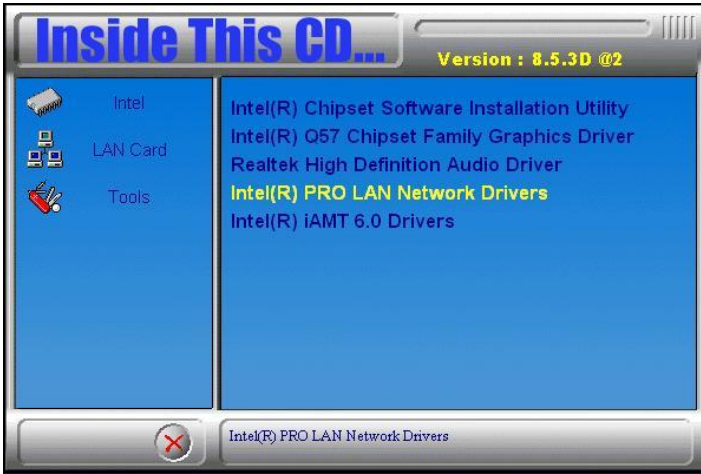 Inside This CD...
Version : 8.5.3D @2
Intel
LAN Card
Tools
Intel(R) Chipset Software Installation Utility
Intel(R) Q57 Chipset Family Graphics Driver
Realtek High Definition Audio Driver
Intel(R) PRO LAN Network Drivers
Intel(R) iAMT 6.0 Drivers
Intel(R) PRO LAN Network Drivers